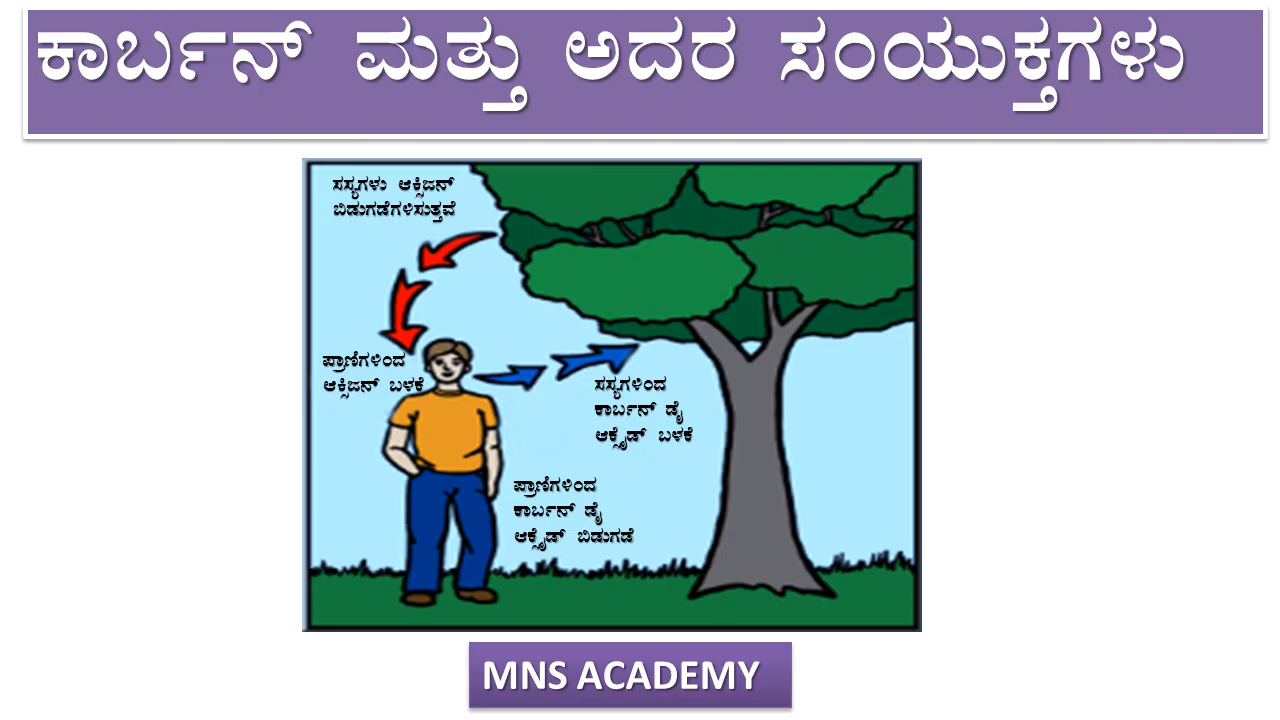 ಕಾರ್ಬನ್ ಮತ್ತು ಅದರ ಸಂಯುಕ್ತಗಳು
ಸಸ್ಯಗಳು ಆಕ್ಸಿಜನ್
ಬಿಡುಗಡೆಗಳಿಸುತ್ತವೆ
ಪ್ರಾಣಿಗಳಿಂದ
ಆಕ್ಸಿಜನ್ ಬಳಕೆ
ಸಸ್ಯಗಳಿಂದ
ಕಾರ್ಬನ್ ಡೈ
ಆಕ್ಸೈಡ್ ಬಳಕೆ
ಪ್ರಾಣಿಗಳಿಂದ
ಕಾರ್ಬನ್ ಡೈ
ಆಕ್ಸೈಡ್ ಬಿಡುಗಡೆ
MNS ACADEMY